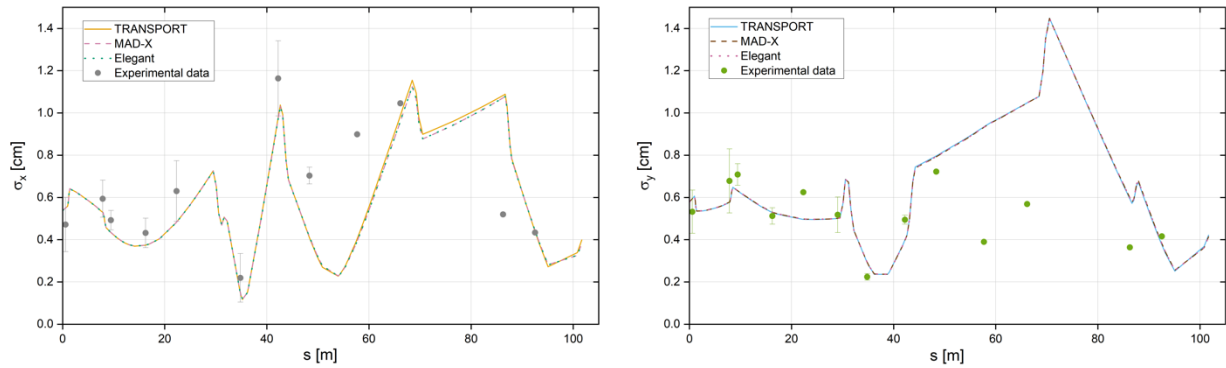 1.4
1.2
1.0
0.8
0.6
0.4
0.2
0.0
σx [cm]
TRANSPORT
MAD-X
Elegant
Experimental data
0 20 40 60 80 100
s [m]
1.4
1.2
1.0
0.8
0.6
0.4
0.2
0.0
σy [cm]
TRANSPORT
MAD-X
Elegant
Experimental data
0 20 40 60 80 100
s [m]